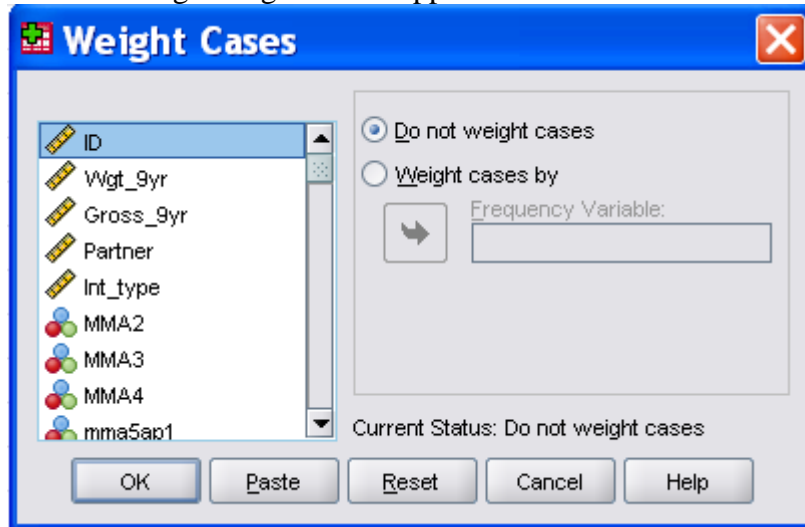 Weight Cases
ID
Wgt_9yr
Gross_9yr
Partner
Int_type
MMA2
MMA3
MMA4
mma5ap1
Do not weight cases
Weight cases by
Frequency Variable:
Current Status: Do not weight cases
OK Paste Reset Cancel Help